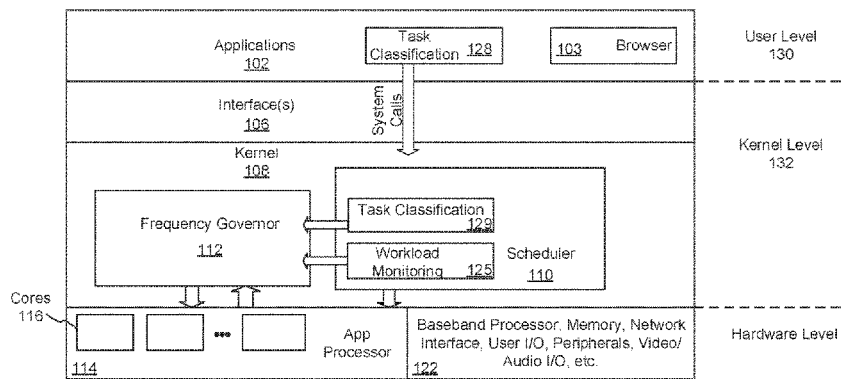 Applications
102
Task
Classification 128
103 Browser
User Level
130
Interface(s)
106
System
Calls
Kernel
108
Kernel Level
132
Frequency Governor
112
Task Classification
129
Workload
Monitoring 125
Scheduler
110
Cores
116
...
App
Processor
114
Baseband Processor, Memory, Network
Interface, User I/O, Peripherals, Video/
Audio I/O, etc.
122
Hardware Level